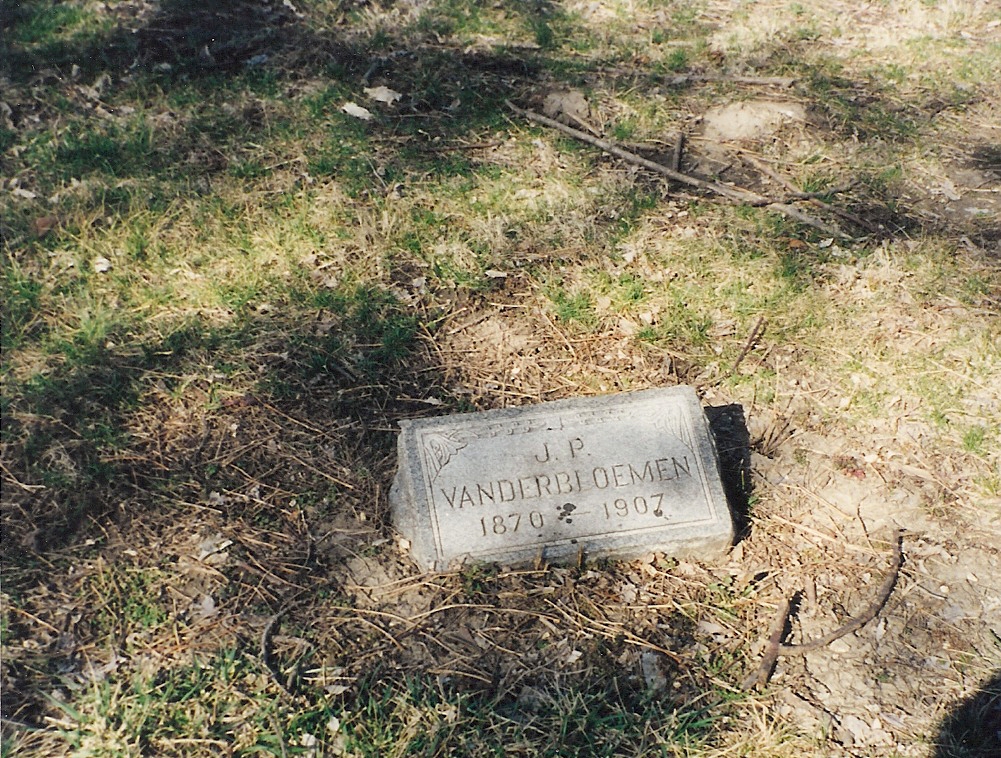 J. P.
VANDERBLOEMEN
1870 - 1907